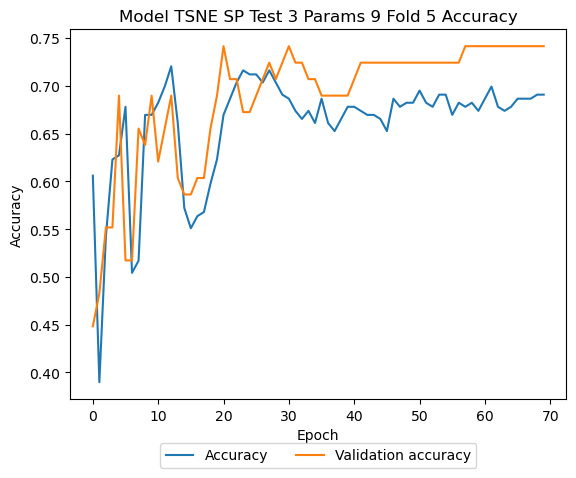 Model TSNE SP Test 3 Params 9 Fold 5 Accuracy
0.75
0.70
0.65
0.60
0.55
0.50
0.45
0.40
Accuracy
0 10 20 30 40 50 60 70
Epoch
Accuracy Validation accuracy